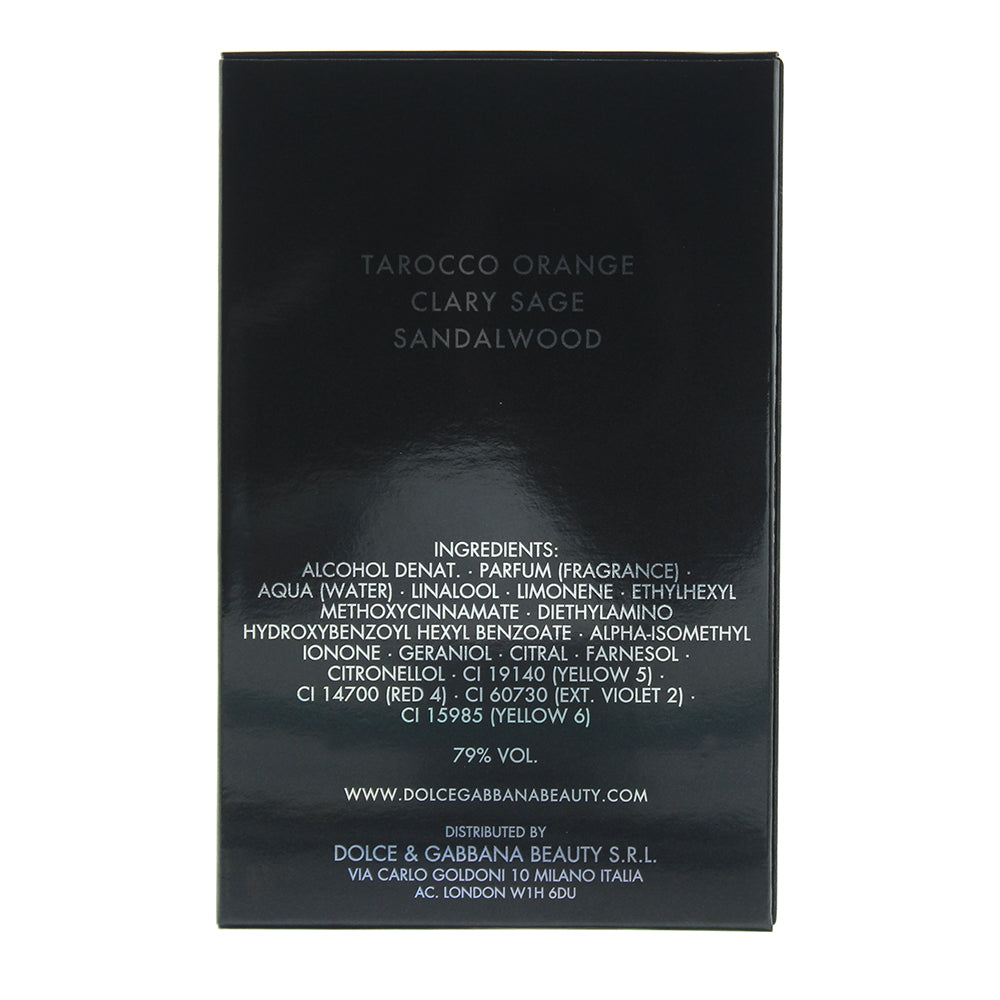 TAROCCO ORANGE
CLARY SAGE
SANDALWOOD
INGREDIENTS:
ALCOHOL DENAT. · PARFUM (FRAGRANCE) ·
AQUA (WATER) · LINALOOL · LIMONENE · ETHYLHEXYL
METHOXYCINNAMATE · DIETHYLAMINO
HYDROXYBENZOYL HEXYL BENZOATE · ALPHA-ISOMETHYL
IONONE · GERANIOL · CITRAL · FARNESOL ·
CITRONELLOL · CI 19140 (YELLOW 5) ·
CI 14700 (RED 4) · CI 60730 (EXT. VIOLET 2) ·
CI 15985 (YELLOW 6)
79% VOL.
WWW.DOLCEGABBANABEAUTY.COM
DISTRIBUTED BY
DOLCE & GABBANA BEAUTY S.R.L.
VIA CARLO GOLDONI 10 MILANO ITALIA
AC. LONDON W1H 6DU